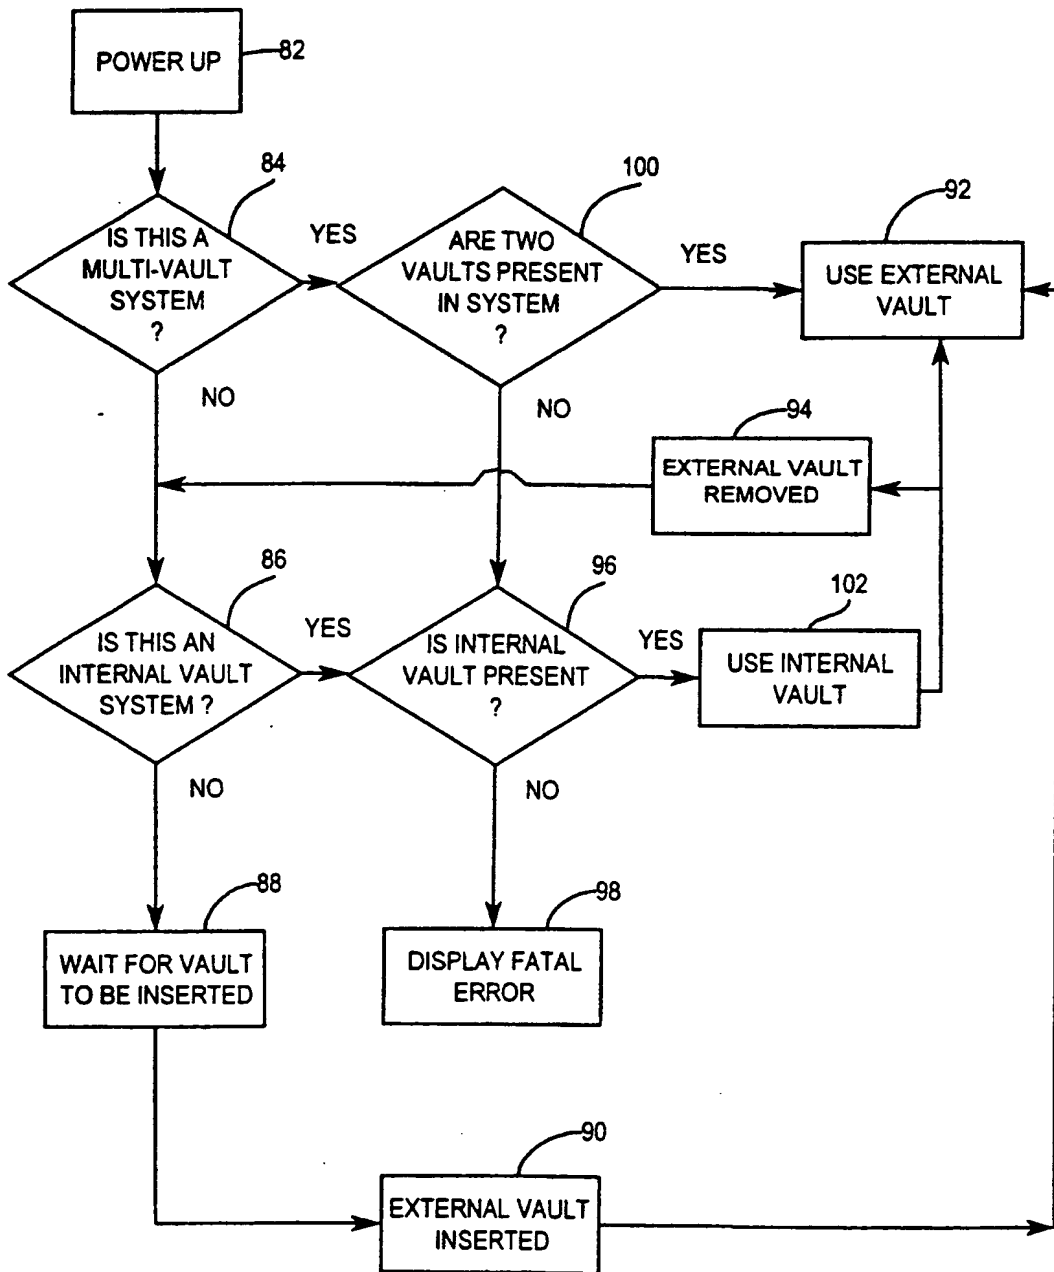 POWER UP
82
84
IS THIS A
MULTI-VAULT
SYSTEM
?
YES
NO
100
ARE TWO
VAULTS PRESENT
IN SYSTEM
?
YES
NO
92
USE EXTERNAL
VAULT
94
EXTERNAL VAULT
REMOVED
86
IS THIS AN
INTERNAL VAULT
SYSTEM ?
YES
NO
96
IS INTERNAL
VAULT PRESENT
?
YES
NO
102
USE INTERNAL
VAULT
88
WAIT FOR VAULT
TO BE INSERTED
98
DISPLAY FATAL
ERROR
90
EXTERNAL VAULT
INSERTED